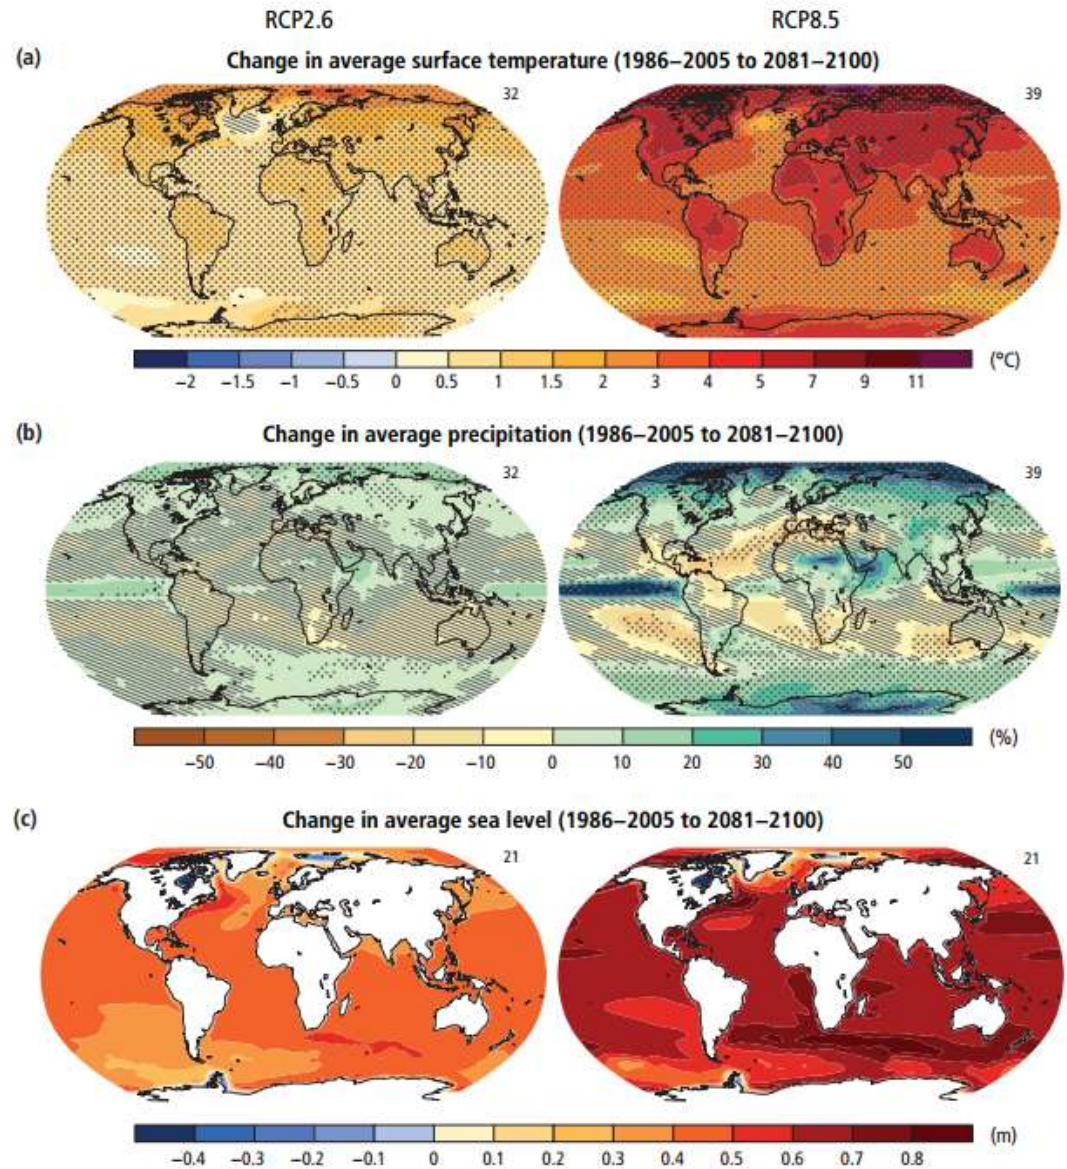 RCP2.6 RCP8.5
(a) Change in average surface temperature (1986–2005 to 2081–2100)
32 39
−2 −1.5 −1 −0.5 0 0.5 1 1.5 2 3 4 5 7 9 11 (°C)
(b) Change in average precipitation (1986–2005 to 2081–2100)
32 39
−50 −40 −30 −20 −10 0 10 20 30 40 50 (%)
(c) Change in average sea level (1986–2005 to 2081–2100)
21 21
−0.4 −0.3 −0.2 −0.1 0 0.1 0.2 0.3 0.4 0.5 0.6 0.7 0.8 (m)